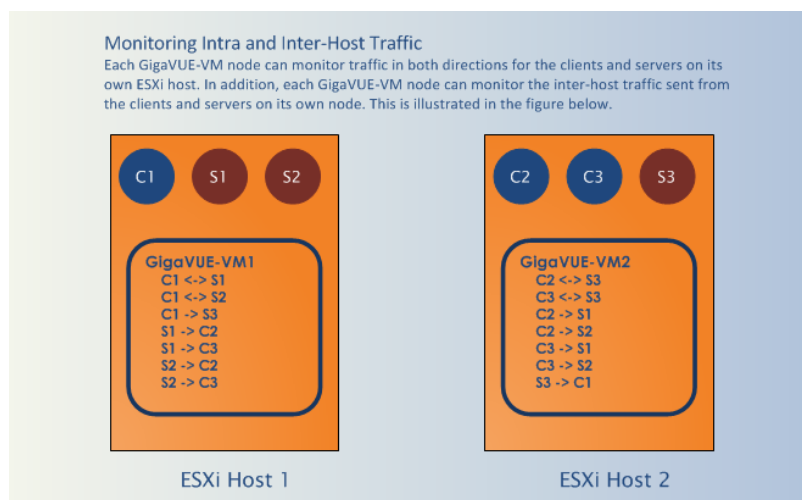 Monitoring Intra and Inter-Host Traffic
Each GigaVUE-VM node can monitor traffic in both directions for the clients and servers on its
own ESXi host. In addition, each GigaVUE-VM node can monitor the inter-host traffic sent from
the clients and servers on its own node. This is illustrated in the figure below.
C1 S1 S2
GigaVUE-VM1
C1 <-> S1
C1 <-> S2
C1 -> S3
S1 -> C2
S1 -> C3
S2 -> C2
S2 -> C3
ESXi Host 1
C2 C3 S3
GigaVUE-VM2
C2 <-> S3
C3 <-> S3
C2 -> S1
C2 -> S2
C3 -> S1
C3 -> S2
S3 -> C1
ESXi Host 2